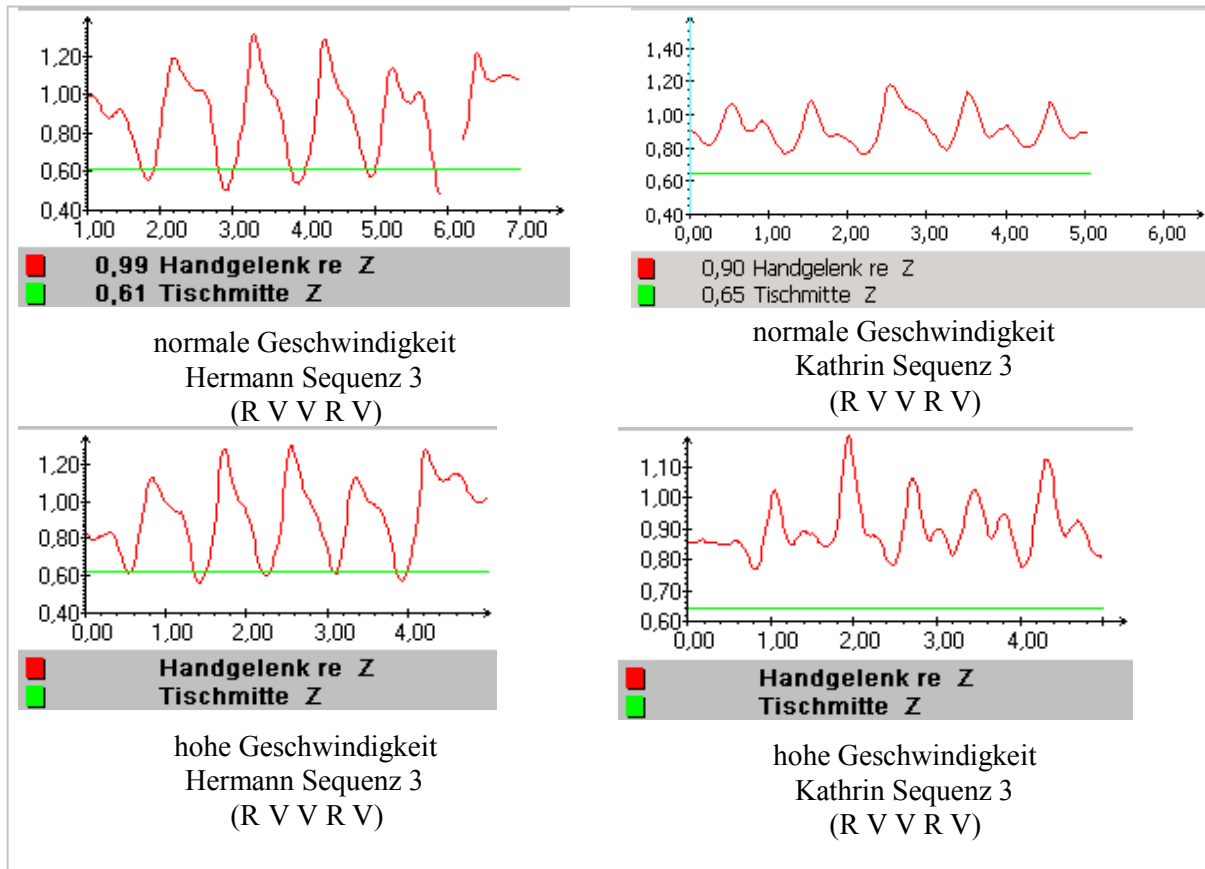 1,20
1,00
0,80
0,60
0,40
1,00 2,00 3,00 4,00 5,00 6,00 7,00
0,99 Handgelenk re Z
0,61 Tischmitte Z
normale Geschwindigkeit
Hermann Sequenz 3
(R V V R V)
1,40
1,20
1,00
0,80
0,60
0,40
0,00 1,00 2,00 3,00 4,00 5,00 6,00
0,90 Handgelenk re Z
0,65 Tischmitte Z
normale Geschwindigkeit
Kathrin Sequenz 3
(R V V R V)
1,20
1,00
0,80
0,60
0,40
0,00 1,00 2,00 3,00 4,00
Handgelenk re Z
Tischmitte Z
hohe Geschwindigkeit
Hermann Sequenz 3
(R V V R V)
1,10
1,00
0,90
0,80
0,70
0,60
0,00 1,00 2,00 3,00 4,00
Handgelenk re Z
Tischmitte Z
hohe Geschwindigkeit
Kathrin Sequenz 3
(R V V R V)